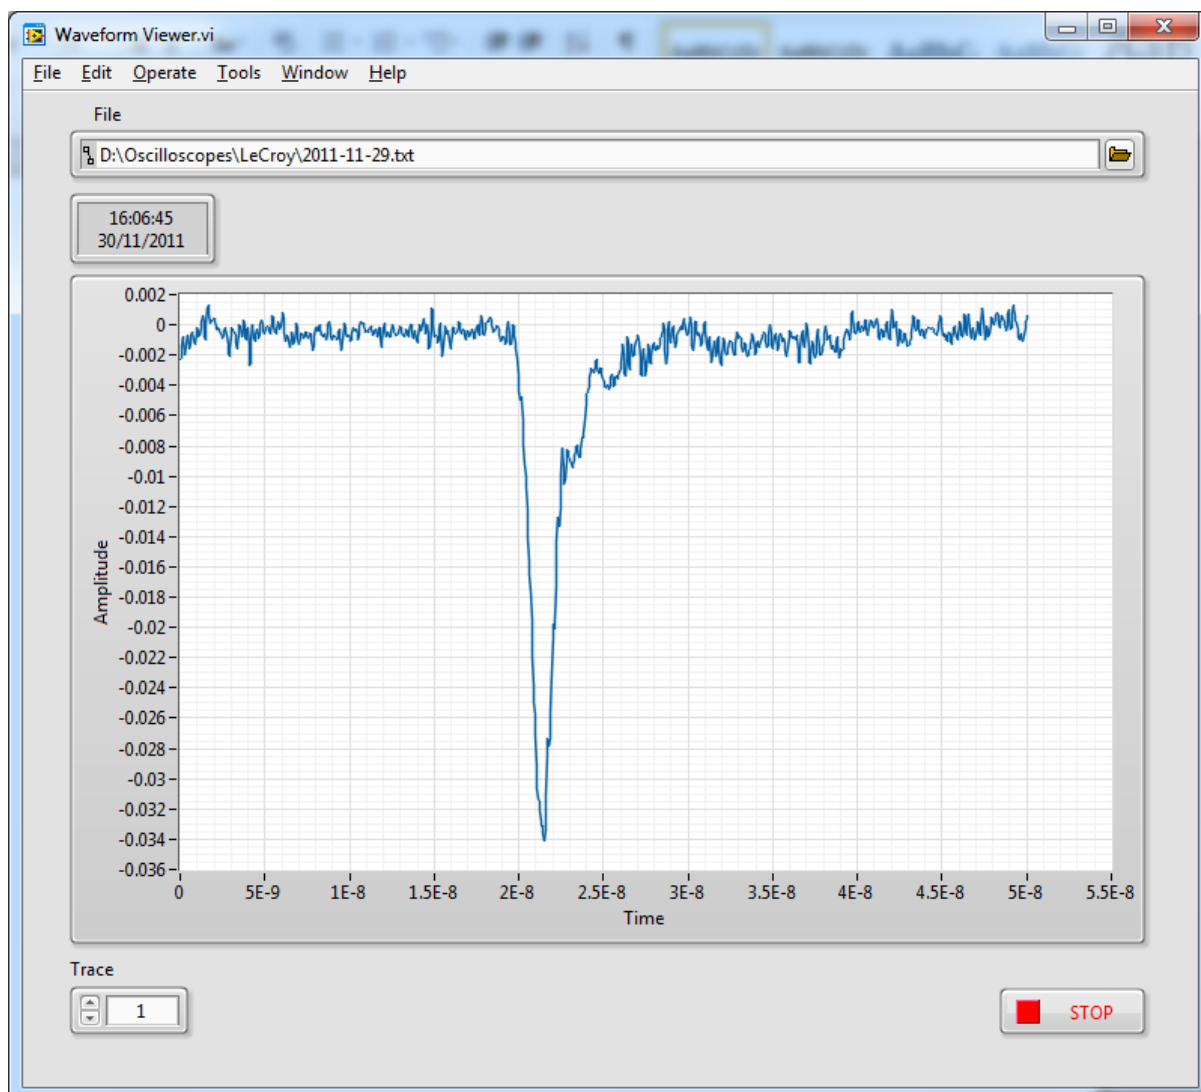 Waveform Viewer.vi
File Edit Operate Tools Window Help
File
D:\Oscilloscopes\LeCroy\2011-11-29.txt
16:06:45
30/11/2011
0.002
0
-0.002
-0.004
-0.006
-0.008
-0.01
-0.012
-0.014
-0.016
-0.018
-0.02
-0.022
-0.024
-0.026
-0.028
-0.03
-0.032
-0.034
-0.036
Amplitude
0 5E-9 1E-8 1.5E-8 2E-8 2.5E-8 3E-8 3.5E-8 4E-8 4.5E-8 5E-8 5.5E-8
Time
Trace
1
STOP